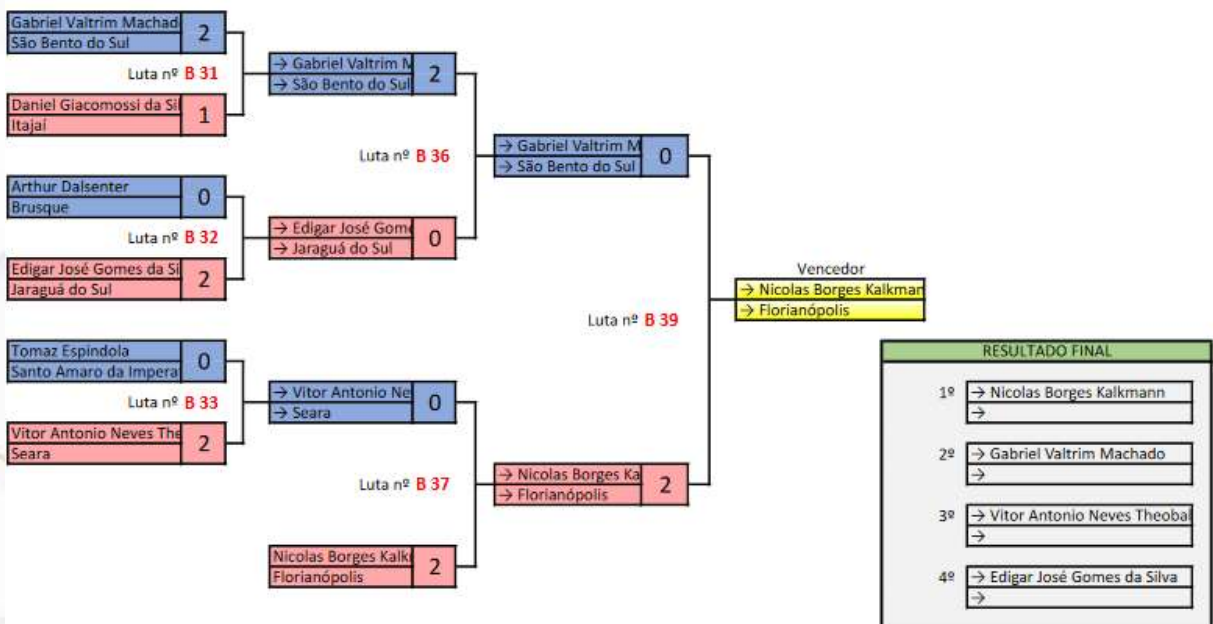 Gabriel Valtrim Machad
São Bento do Sul
2
Luta nº B 31
Daniel Giacomossi da Sil
Itajaí
1
Arthur Dalsenter
Brusque
0
Luta nº B 32
Edigar José Gomes da Si
Jaraguá do Sul
2
Tomaz Espindola
Santo Amaro da Impera
0
Luta nº B 33
Vitor Antonio Neves The
Seara
2
→ Gabriel Valtrim M
→ São Bento do Sul
2
Luta nº B 36
→ Edigar José Gome
→ Jaraguá do Sul
0
→ Vitor Antonio Ne
→ Seara
0
Luta nº B 37
Nicolas Borges Kalk
Florianópolis
2
→ Gabriel Valtrim M
→ São Bento do Sul
0
Luta nº B 39
→ Nicolas Borges Ka
→ Florianópolis
2
Vencedor
→ Nicolas Borges Kalkman
→ Florianópolis
RESULTADO FINAL
1º → Nicolas Borges Kalkmann
→
2º → Gabriel Valtrim Machado
→
3º → Vitor Antonio Neves Theobal
→
4º → Edigar José Gomes da Silva
→